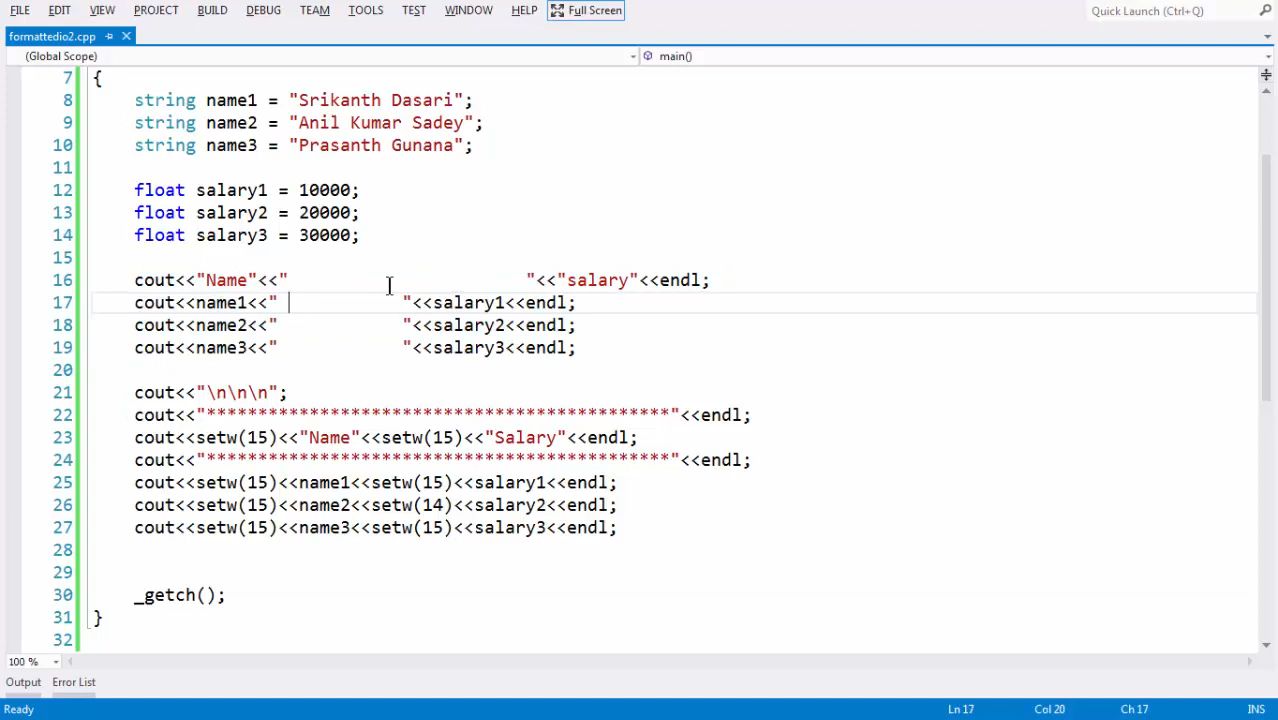 FILE EDIT VIEW PROJECT BUILD DEBUG TEAM TOOLS TEST WINDOW HELP Full Screen Quick Launch (Ctrl+Q)
formattedio2.cpp
(Global Scope) main()
7 {
8 string name1 = "Srikanth Dasari";
9 string name2 = "Anil Kumar Sadey";
10 string name3 = "Prasanth Gunana";
11
12 float salary1 = 10000;
13 float salary2 = 20000;
14 float salary3 = 30000;
15
16 cout<<"Name"<<"                       "<<"salary"<<endl;
17 cout<<name1<<"            "<<salary1<<endl;
18 cout<<name2<<"            "<<salary2<<endl;
19 cout<<name3<<"            "<<salary3<<endl;
20
21 cout<<"\n\n\n";
22 cout<<"*********************************************"<<endl;
23 cout<<setw(15)<<"Name"<<setw(15)<<"Salary"<<endl;
24 cout<<"*********************************************"<<endl;
25 cout<<setw(15)<<name1<<setw(15)<<salary1<<endl;
26 cout<<setw(15)<<name2<<setw(14)<<salary2<<endl;
27 cout<<setw(15)<<name3<<setw(15)<<salary3<<endl;
28
29
30 _getch();
31 }
32
100 %
Output Error List
Ready Ln 17 Col 20 Ch 17 INS